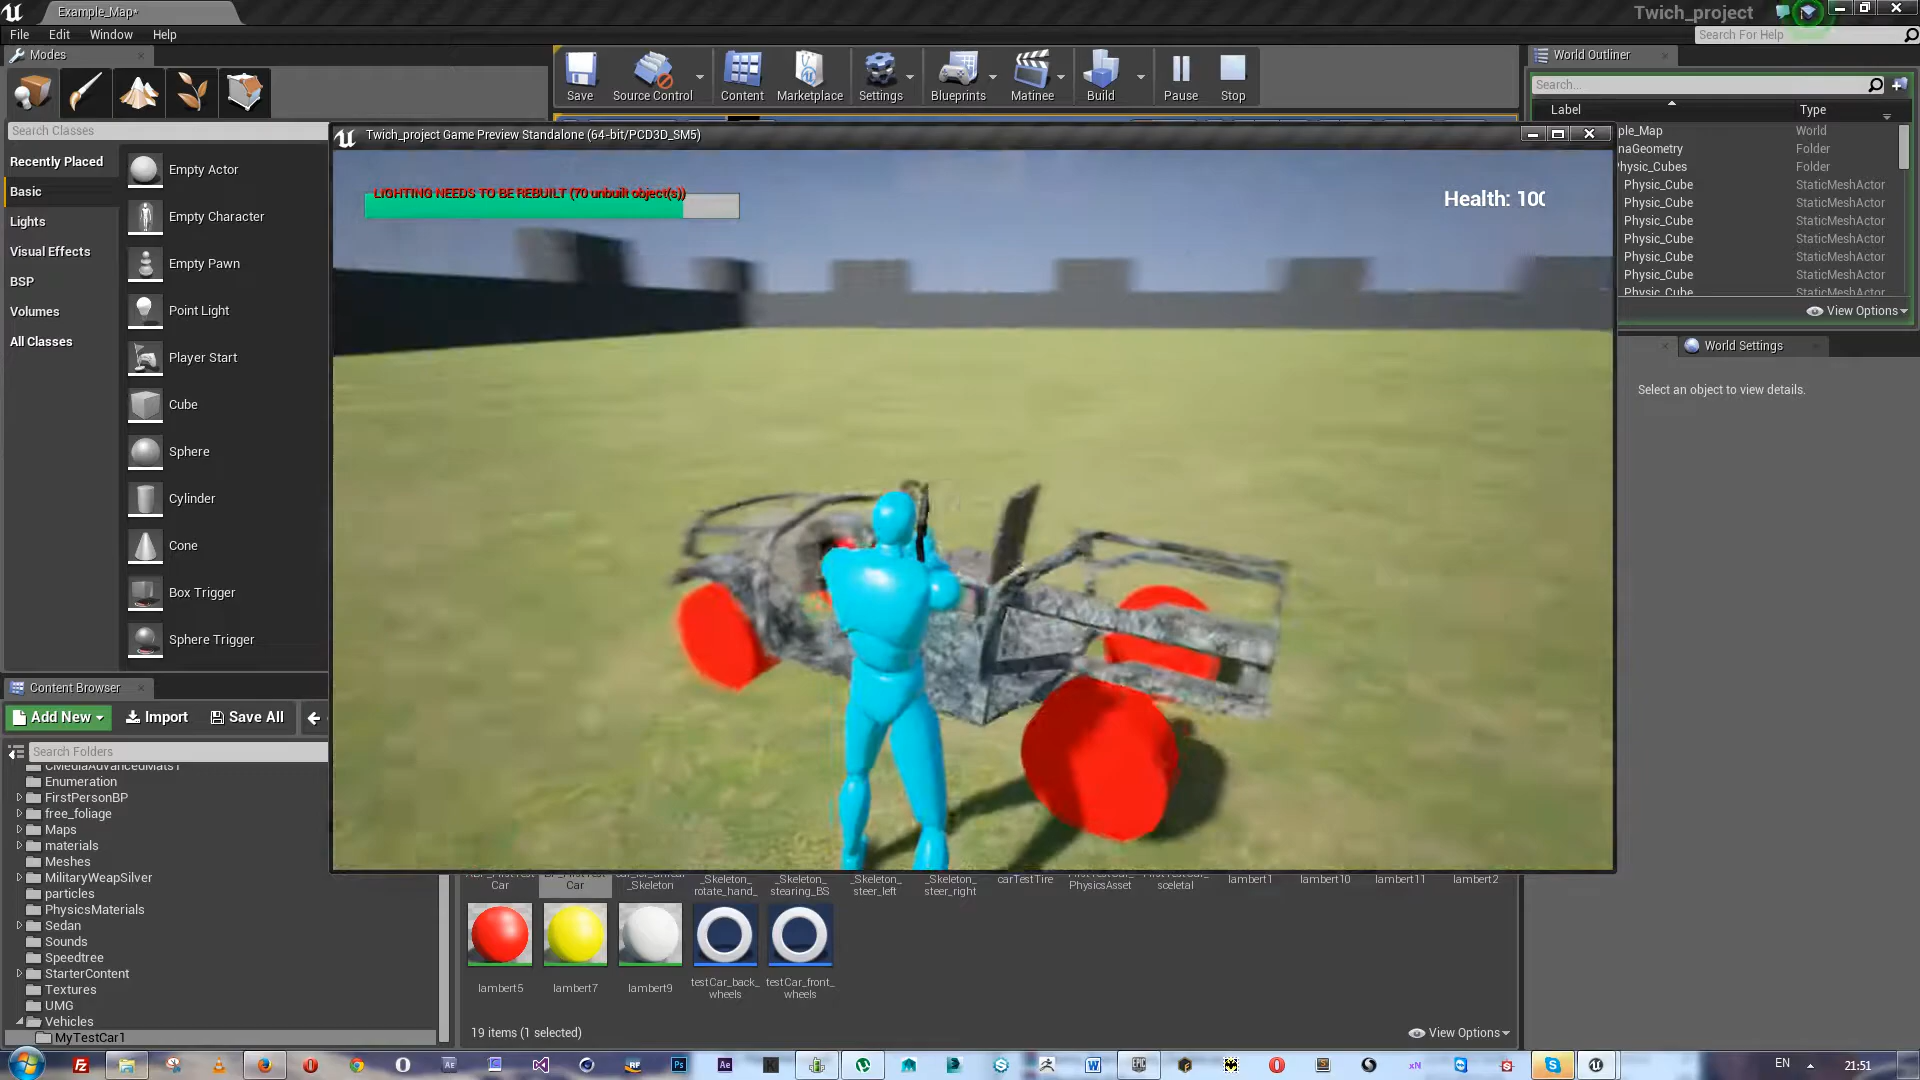 Example_Map*
Twich_project
File Edit Window Help
Search For Help
Modes
Save
Source Control
Content
Marketplace
Settings
Blueprints
Matinee
Build
Pause
Stop
World Outliner
Search...
Label
Type
Search Classes
Twich_project Game Preview Standalone (64-bit/PCD3D_SM5)
ple_Map World
naGeometry Folder
Physic_Cubes Folder
Physic_Cube StaticMeshActor
Physic_Cube StaticMeshActor
Physic_Cube StaticMeshActor
Physic_Cube StaticMeshActor
Physic_Cube StaticMeshActor
Physic_Cube StaticMeshActor
Physic_Cube StaticMeshActor
View Options
World Settings
Select an object to view details.
Recently Placed
Basic
Lights
Visual Effects
BSP
Volumes
All Classes
Empty Actor
Empty Character
Empty Pawn
Point Light
Player Start
Cube
Sphere
Cylinder
Cone
Box Trigger
Sphere Trigger
LIGHTING NEEDS TO BE REBUILT (70 unbuilt object(s))
Health: 100
Content Browser
Add New
Import
Save All
Search Folders
CMediaAdvancedMats1
Enumeration
FirstPersonBP
free_foliage
Maps
materials
Meshes
MilitaryWeapSilver
particles
PhysicsMaterials
Sedan
Sounds
Speedtree
StarterContent
Textures
UMG
Vehicles
MyTestCar1
Car
Car
_Skeleton
_Skeleton_
rotate_hand_
_Skeleton_
stearing_BS
_Skeleton_
steer_left
_Skeleton_
steer_right
carTestTire
PhysicsAsset
sceletal
lambert1
lambert10
lambert11
lambert2
lambert5
lambert7
lambert9
testCar_back_
wheels
testCar_front_
wheels
19 items (1 selected)
View Options
EN
21:51